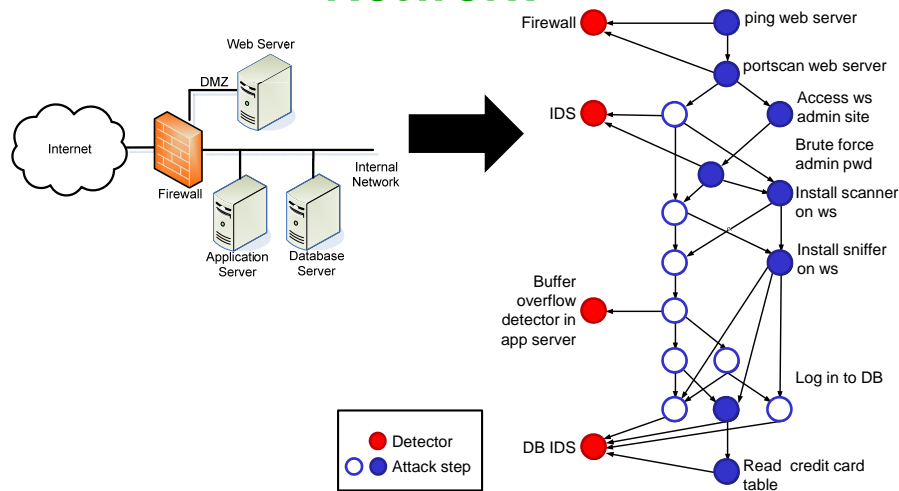 Web Server
DMZ
Internet
Firewall
Internal
Network
Application
Server
Database
Server
Firewall
ping web server
portscan web server
IDS
Access ws
admin site
Brute force
admin pwd
Install scanner
on ws
Install sniffer
on ws
Buffer
overflow
detector in
app server
Log in to DB
DB IDS
Read credit card
table
Detector
Attack step